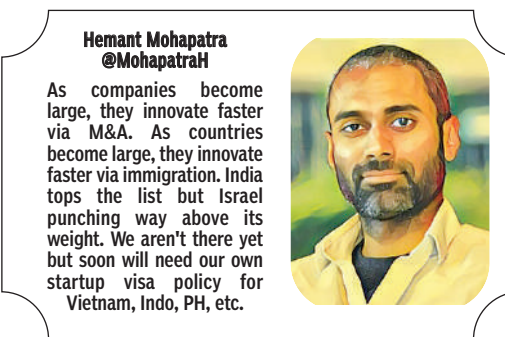 Hemant Mohapatra
@MohapatraH
As companies become
large, they innovate faster
via M&A. As countries
become large, they innovate
faster via immigration. India
tops the list but Israel
punching way above its
weight. We aren't there yet
but soon will need our own
startup visa policy for
Vietnam, Indo, PH, etc.